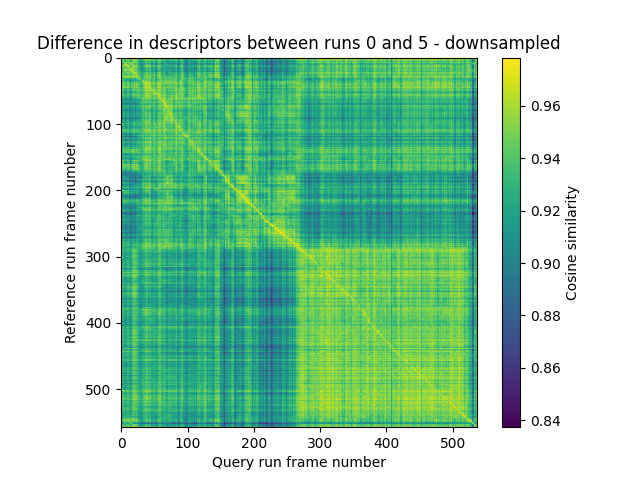 Difference in descriptors between runs 0 and 5 - downsampled
0
100
200
300
400
500
Reference run frame number
0 100 200 300 400 500
Query run frame number
0.96
0.94
0.92
0.90
0.88
0.86
0.84
Cosine similarity